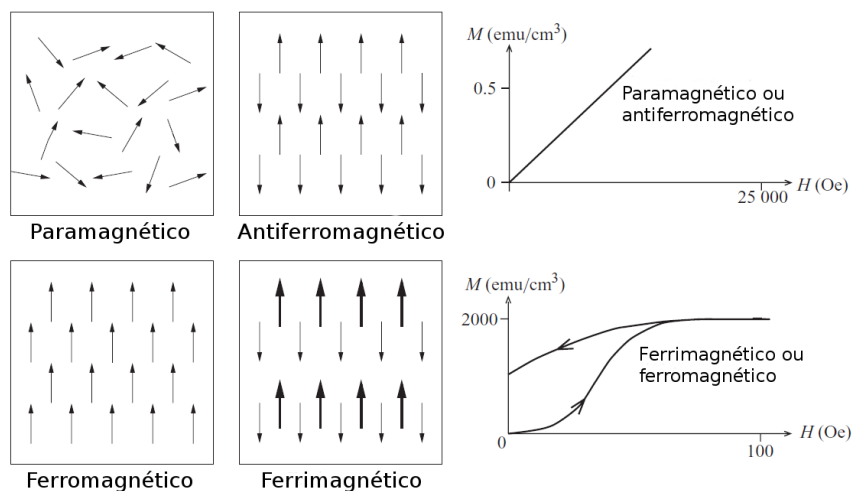 Paramagnético
Antiferromagnético
M (emu/cm³)
0.5
0
Paramagnético ou
antiferromagnético
25 000
H (Oe)
Ferromagnético
Ferrimagnético
M (emu/cm³)
2000
Ferrimagnético ou
ferromagnético
0
100
H (Oe)